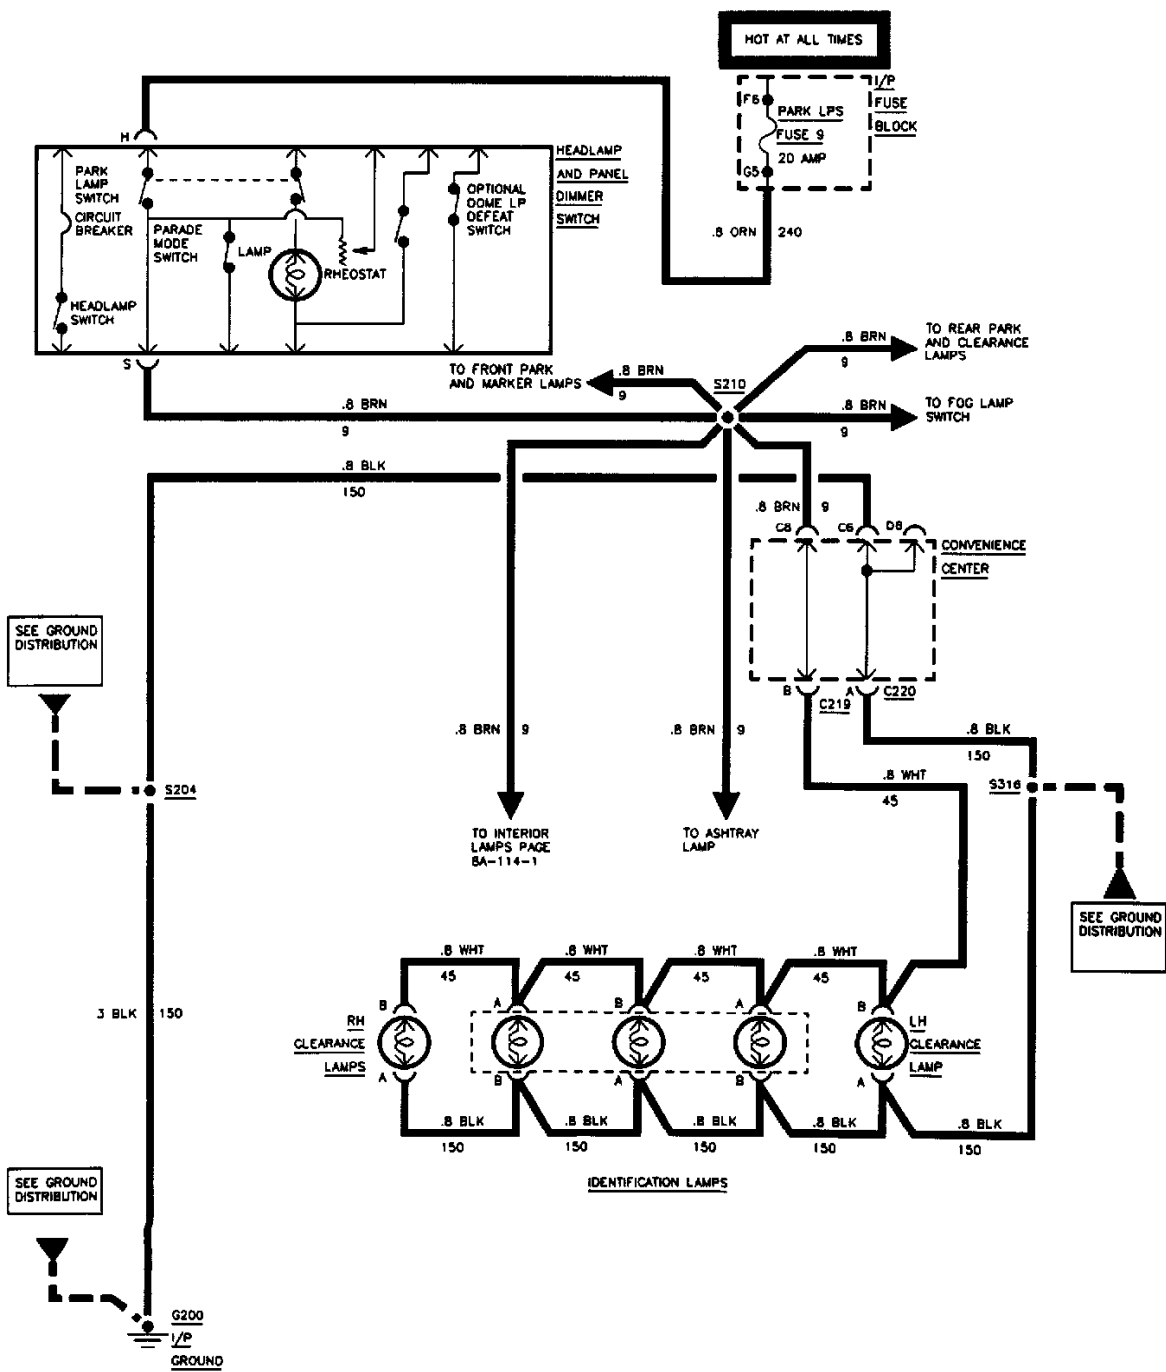 HOT AT ALL TIMES
I/P
FUSE
BLOCK
F6
PARK LPS
FUSE 9
20 AMP
G5
.8 ORN
240
H
HEADLAMP
AND PANEL
DIMMER
SWITCH
PARK
LAMP
SWITCH
CIRCUIT
BREAKER
PARADE
MODE
SWITCH
LAMP
RHEOSTAT
OPTIONAL
DOME LP
DEFEAT
SWITCH
HEADLAMP
SWITCH
S
TO FRONT PARK
AND MARKER LAMPS
.8 BRN
9
S210
.8 BRN
9
TO REAR PARK
AND CLEARANCE
LAMPS
.8 BRN
9
.8 BRN
9
TO FOG LAMP
SWITCH
.8 BLK
150
.8 BRN
9
C8
C6
D8
CONVENIENCE
CENTER
SEE GROUND
DISTRIBUTION
B
C219
A
C220
.8 BRN
9
.8 BRN
9
.8 BLK
150
.8 WHT
45
S204
S316
TO INTERIOR
LAMPS PAGE
8A-114-1
TO ASHTRAY
LAMP
SEE GROUND
DISTRIBUTION
.8 WHT
45
.8 WHT
45
.8 WHT
45
.8 WHT
45
3 BLK
150
B
A
B
A
B
RH
CLEARANCE
LAMPS
LH
CLEARANCE
LAMP
A
B
A
B
A
.8 BLK
150
.8 BLK
150
.8 BLK
150
.8 BLK
150
.8 BLK
150
IDENTIFICATION LAMPS
SEE GROUND
DISTRIBUTION
G200
I/P
GROUND